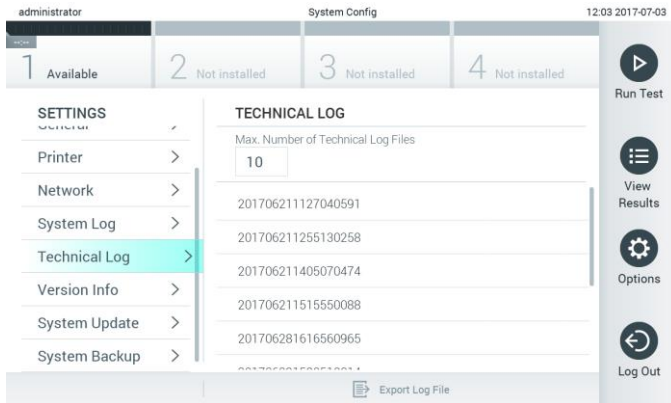 administrator
System Config
12:03 2017-07-03
1 Available
2 Not installed
3 Not installed
4 Not installed
Run Test
View
Results
Options
Log Out
SETTINGS
General
Printer
Network
System Log
Technical Log
Version Info
System Update
System Backup
TECHNICAL LOG
Max. Number of Technical Log Files
10
201706211127040591
201706211255130258
201706211405070474
201706211515550088
201706281616560965
Export Log File